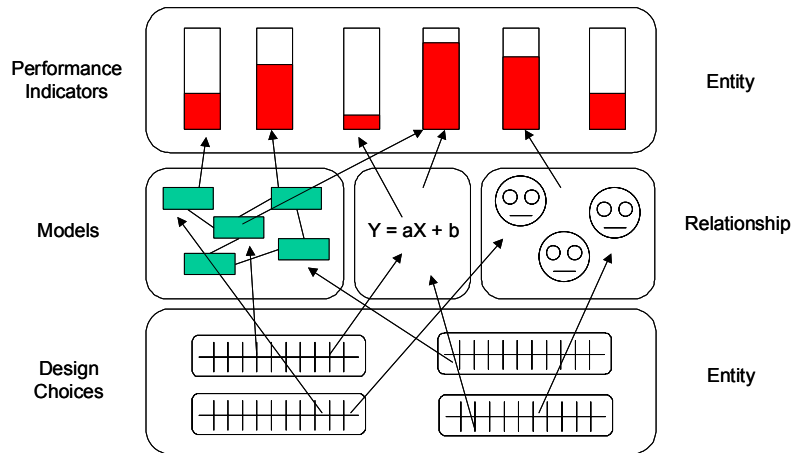 Performance
Indicators
Entity
Models
Y = aX + b
Relationship
Design
Choices
Entity